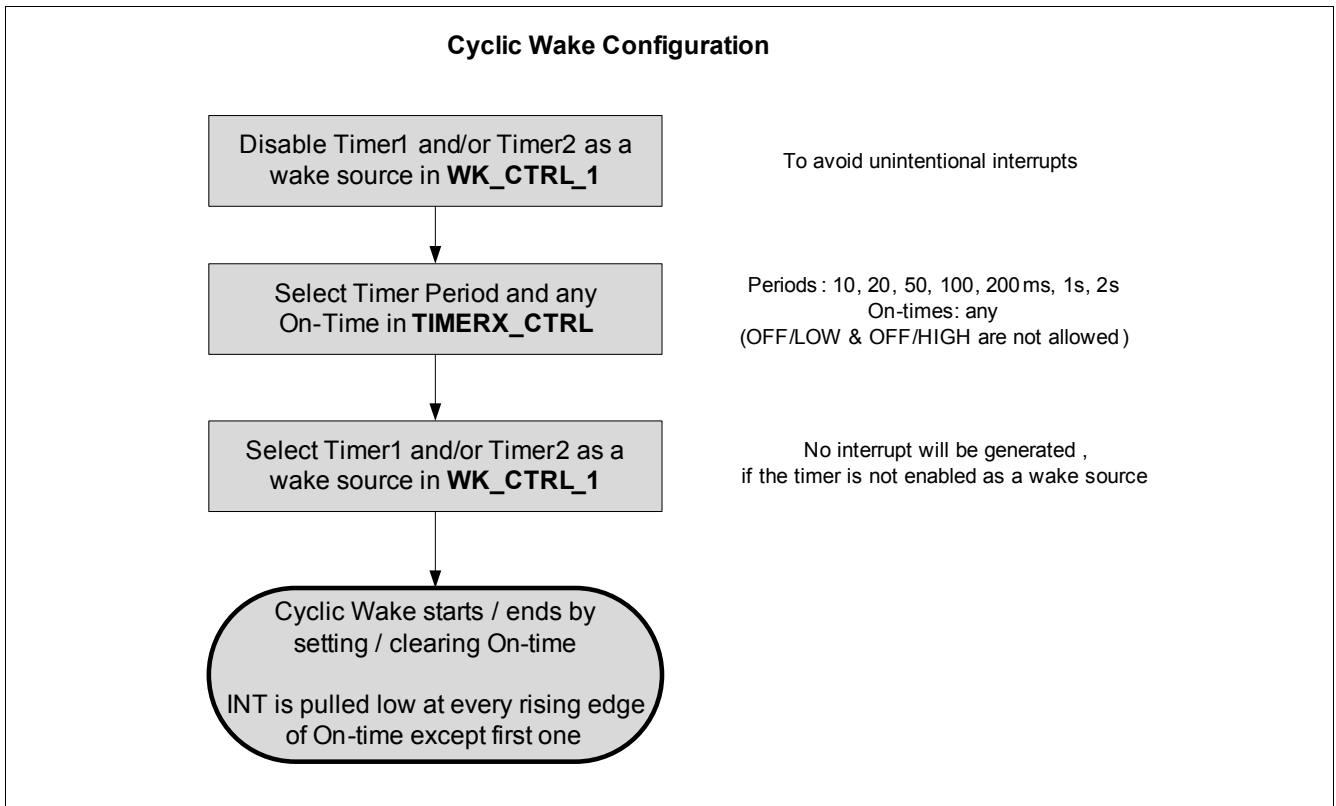 Cyclic Wake Configuration
Disable Timer1 and/or Timer2 as a
wake source in WK_CTRL_1
To avoid unintentional interrupts
Select Timer Period and any
On-Time in TIMERX_CTRL
Periods : 10, 20, 50, 100, 200 ms, 1s, 2s
On-times: any
(OFF/LOW & OFF/HIGH are not allowed )
Select Timer1 and/or Timer2 as a
wake source in WK_CTRL_1
No interrupt will be generated ,
if the timer is not enabled as a wake source
Cyclic Wake starts / ends by
setting / clearing On-time
INT is pulled low at every rising edge
of On-time except first one